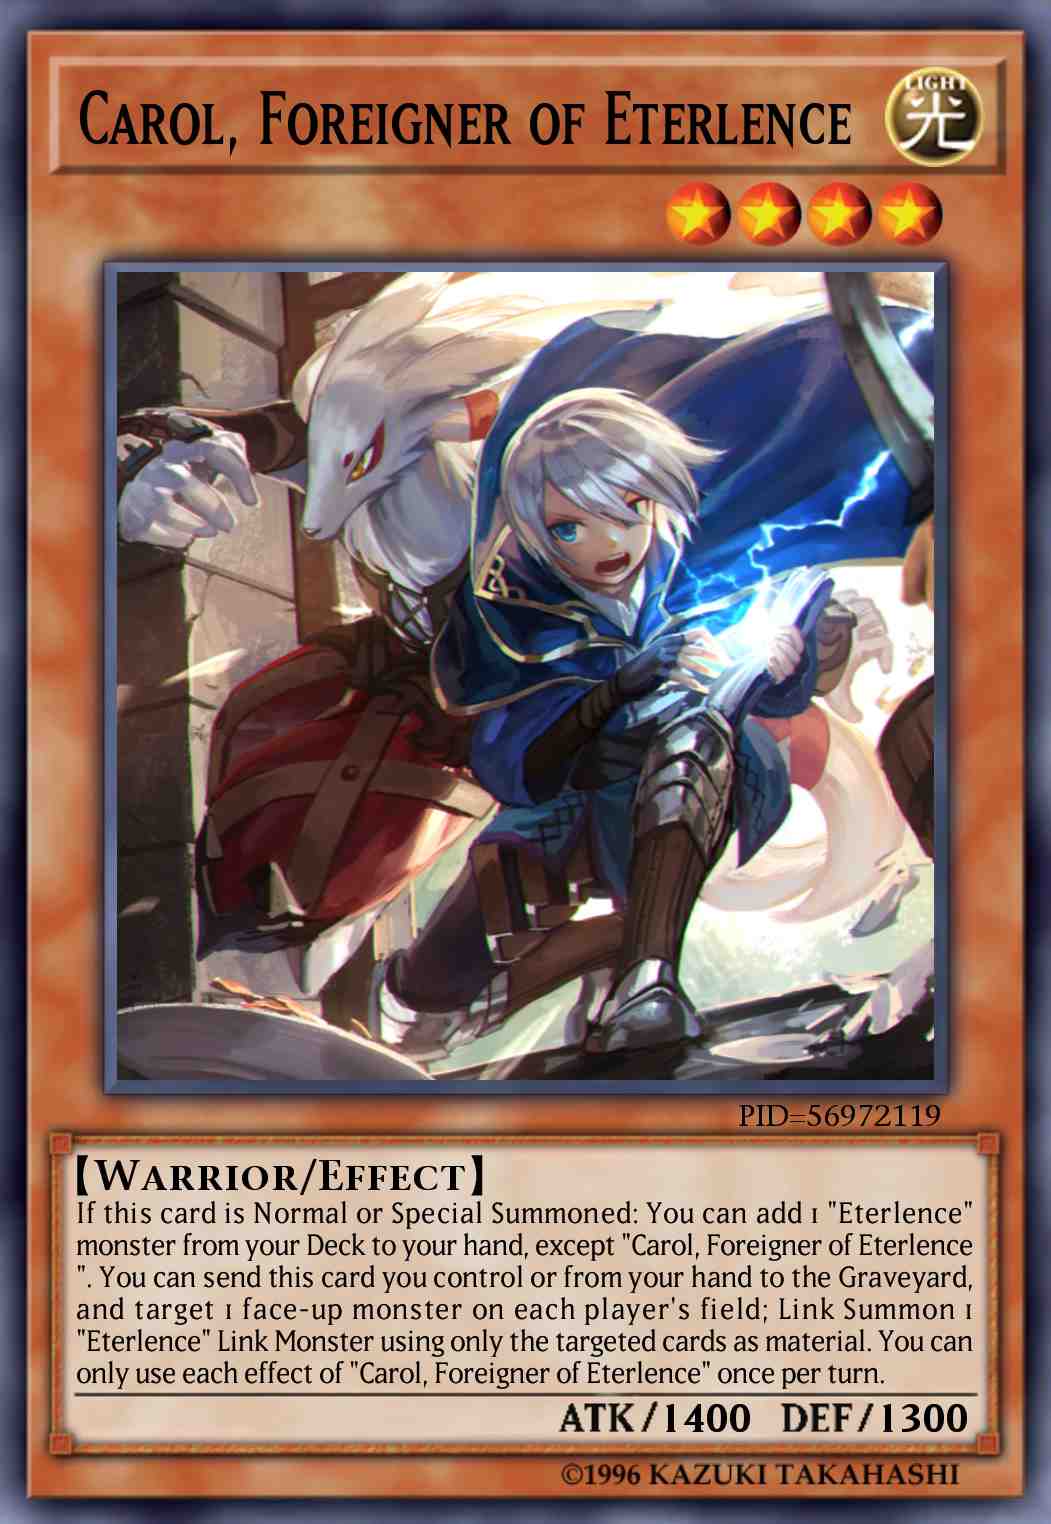 Carol, Foreigner of Eterlence
LIGHT
光
PID=56972119
【Warrior/Effect】
If this card is Normal or Special Summoned: You can add 1 "Eterlence"
monster from your Deck to your hand, except "Carol, Foreigner of Eterlence
". You can send this card you control or from your hand to the Graveyard,
and target 1 face-up monster on each player's field; Link Summon 1
"Eterlence" Link Monster using only the targeted cards as material. You can
only use each effect of "Carol, Foreigner of Eterlence" once per turn.
ATK/1400 DEF/1300
©1996 KAZUKI TAKAHASHI